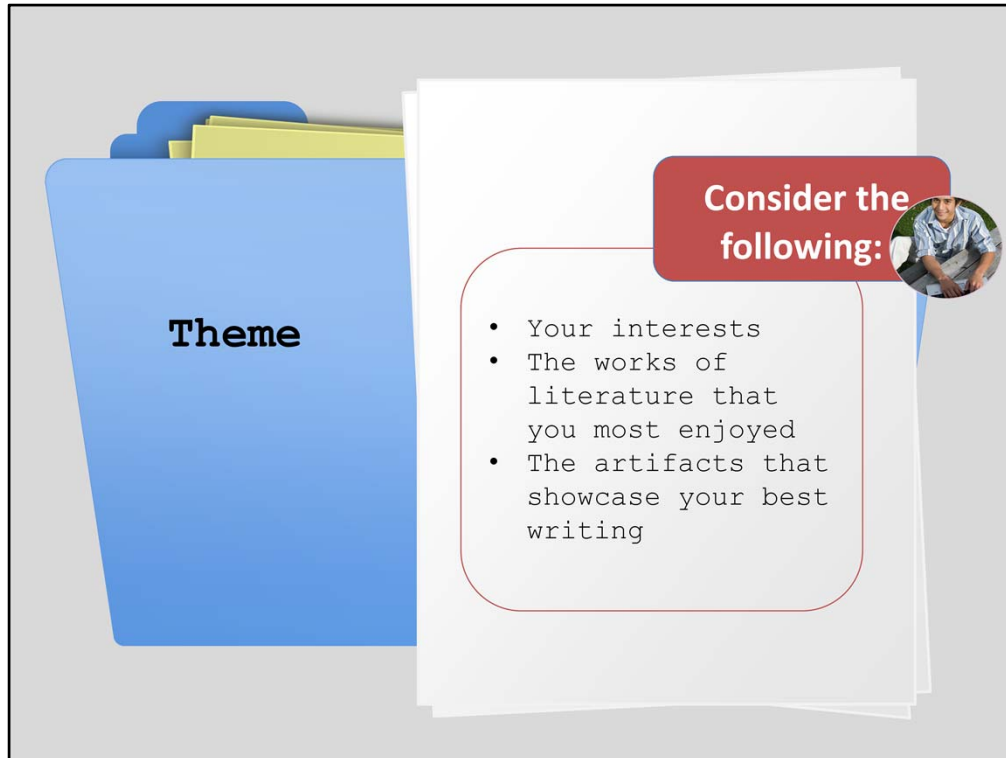 Theme
Consider the
following:
• Your interests
• The works of
literature that
you most enjoyed
• The artifacts that
showcase your best
writing